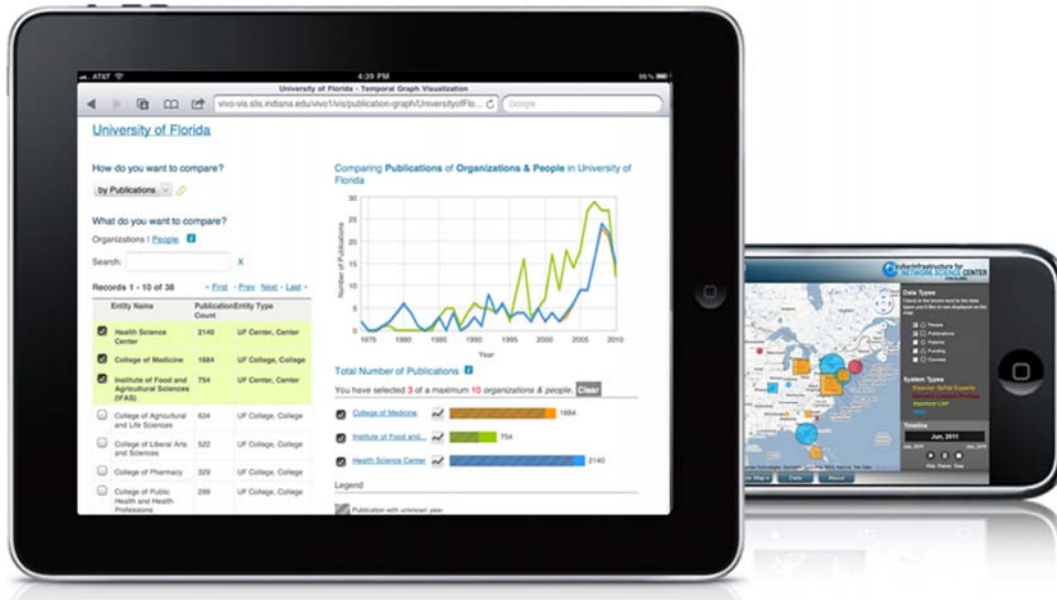 AT&T
4:39 PM
University of Florida - Temporal Graph Visualization
vivo-vis.slis.indiana.edu/vivo1/vis/publication-graph/UniversityofFlo...
Google
University of Florida
How do you want to compare?
by Publications
What do you want to compare?
Organizations | People
Search:
X
Records 1 - 10 of 38
First
Prev
Next
Last
Entity Name
Publication Count
Entity Type
Health Science Center
2140
UF Center, Center
College of Medicine
1684
UF College, College
Institute of Food and Agricultural Sciences (IFAS)
754
UF Center, Center
College of Agricultural and Life Sciences
634
UF College, College
College of Liberal Arts and Sciences
522
UF College, College
College of Pharmacy
329
UF College, College
College of Public Health and Health Professions
299
UF College, College
Comparing Publications of Organizations & People in University of
Florida
Number of Publications
30
25
20
15
10
5
0
1975 1980 1985 1990 1995 2000 2005 2010
Year
Total Number of Publications
You have selected 3 of a maximum 10 organizations & people. Clear
College of Medicine
1684
Institute of Food and...
754
Health Science Center
2140
Legend
Publication with unknown year
cyberinfrastructure for
NETWORK SCIENCE CENTER
Data Types
People
Publications
Patents
Funding
Courses
System Types
Timeline
Jun, 2011
Play Pause Stop
Data
About